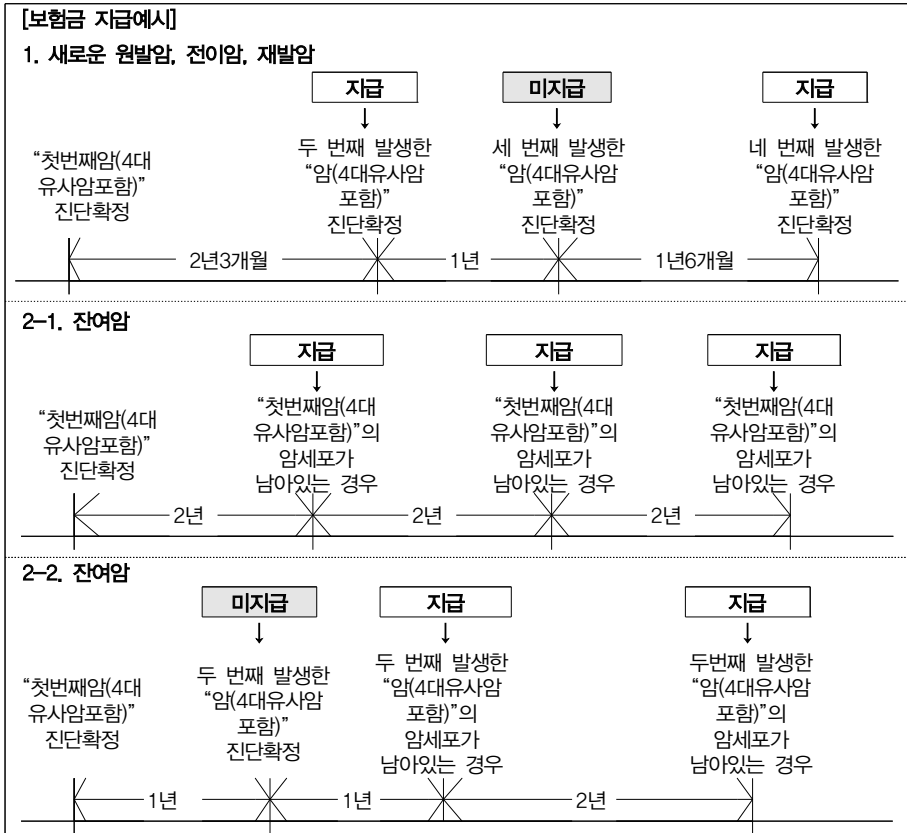 [보험금 지급예시]
1. 새로운 원발암, 전이암, 재발암
지급
미지급
지급
“첫번째암(4대
유사암포함)”
진단확정
두 번째 발생한
“암(4대유사암
포함)”
진단확정
세 번째 발생한
“암(4대유사암
포함)”
진단확정
네 번째 발생한
“암(4대유사암
포함)”
진단확정
2년3개월
1년
1년6개월
2-1. 잔여암
지급
지급
지급
“첫번째암(4대
유사암포함)”
진단확정
“첫번째암(4대
유사암포함)”의
암세포가
남아있는 경우
“첫번째암(4대
유사암포함)”의
암세포가
남아있는 경우
“첫번째암(4대
유사암포함)”의
암세포가
남아있는 경우
2년
2년
2년
2-2. 잔여암
미지급
지급
지급
“첫번째암(4대
유사암포함)”
진단확정
두 번째 발생한
“암(4대유사암
포함)”
진단확정
두 번째 발생한
“암(4대유사암
포함)”의
암세포가
남아있는 경우
두번째 발생한
“암(4대유사암
포함)”의
암세포가
남아있는 경우
1년
1년
2년